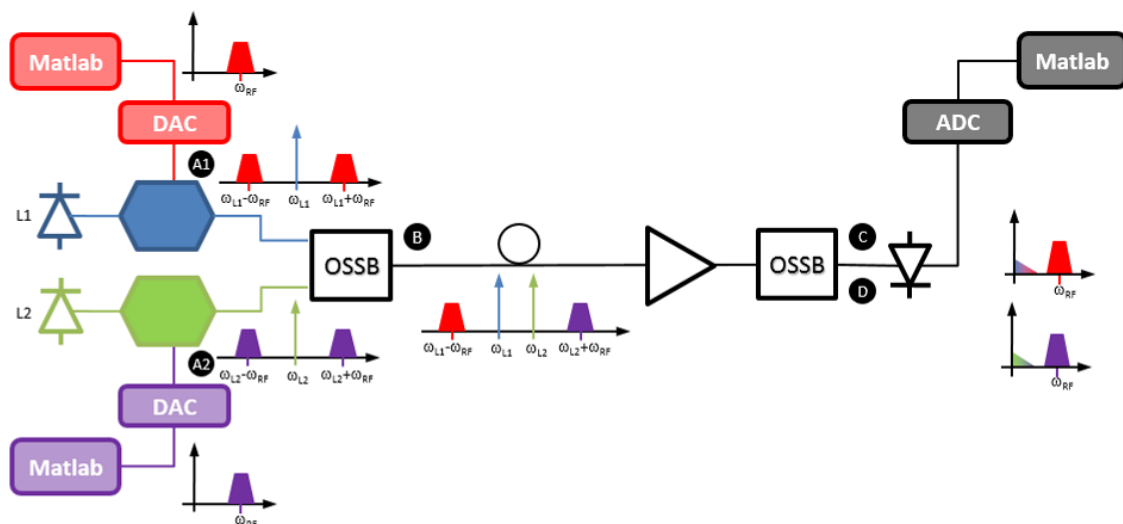 Matlab
ωRF
DAC
A1
ωL1-ωRF
ωL1
ωL1+ωRF
L1
OSSB
B
L2
A2
ωL2-ωRF
ωL2
ωL2+ωRF
DAC
Matlab
ωRF
ωL1-ωRF
ωL1
ωL2
ωL2+ωRF
OSSB
C
D
Matlab
ADC
ωRF
ωRF